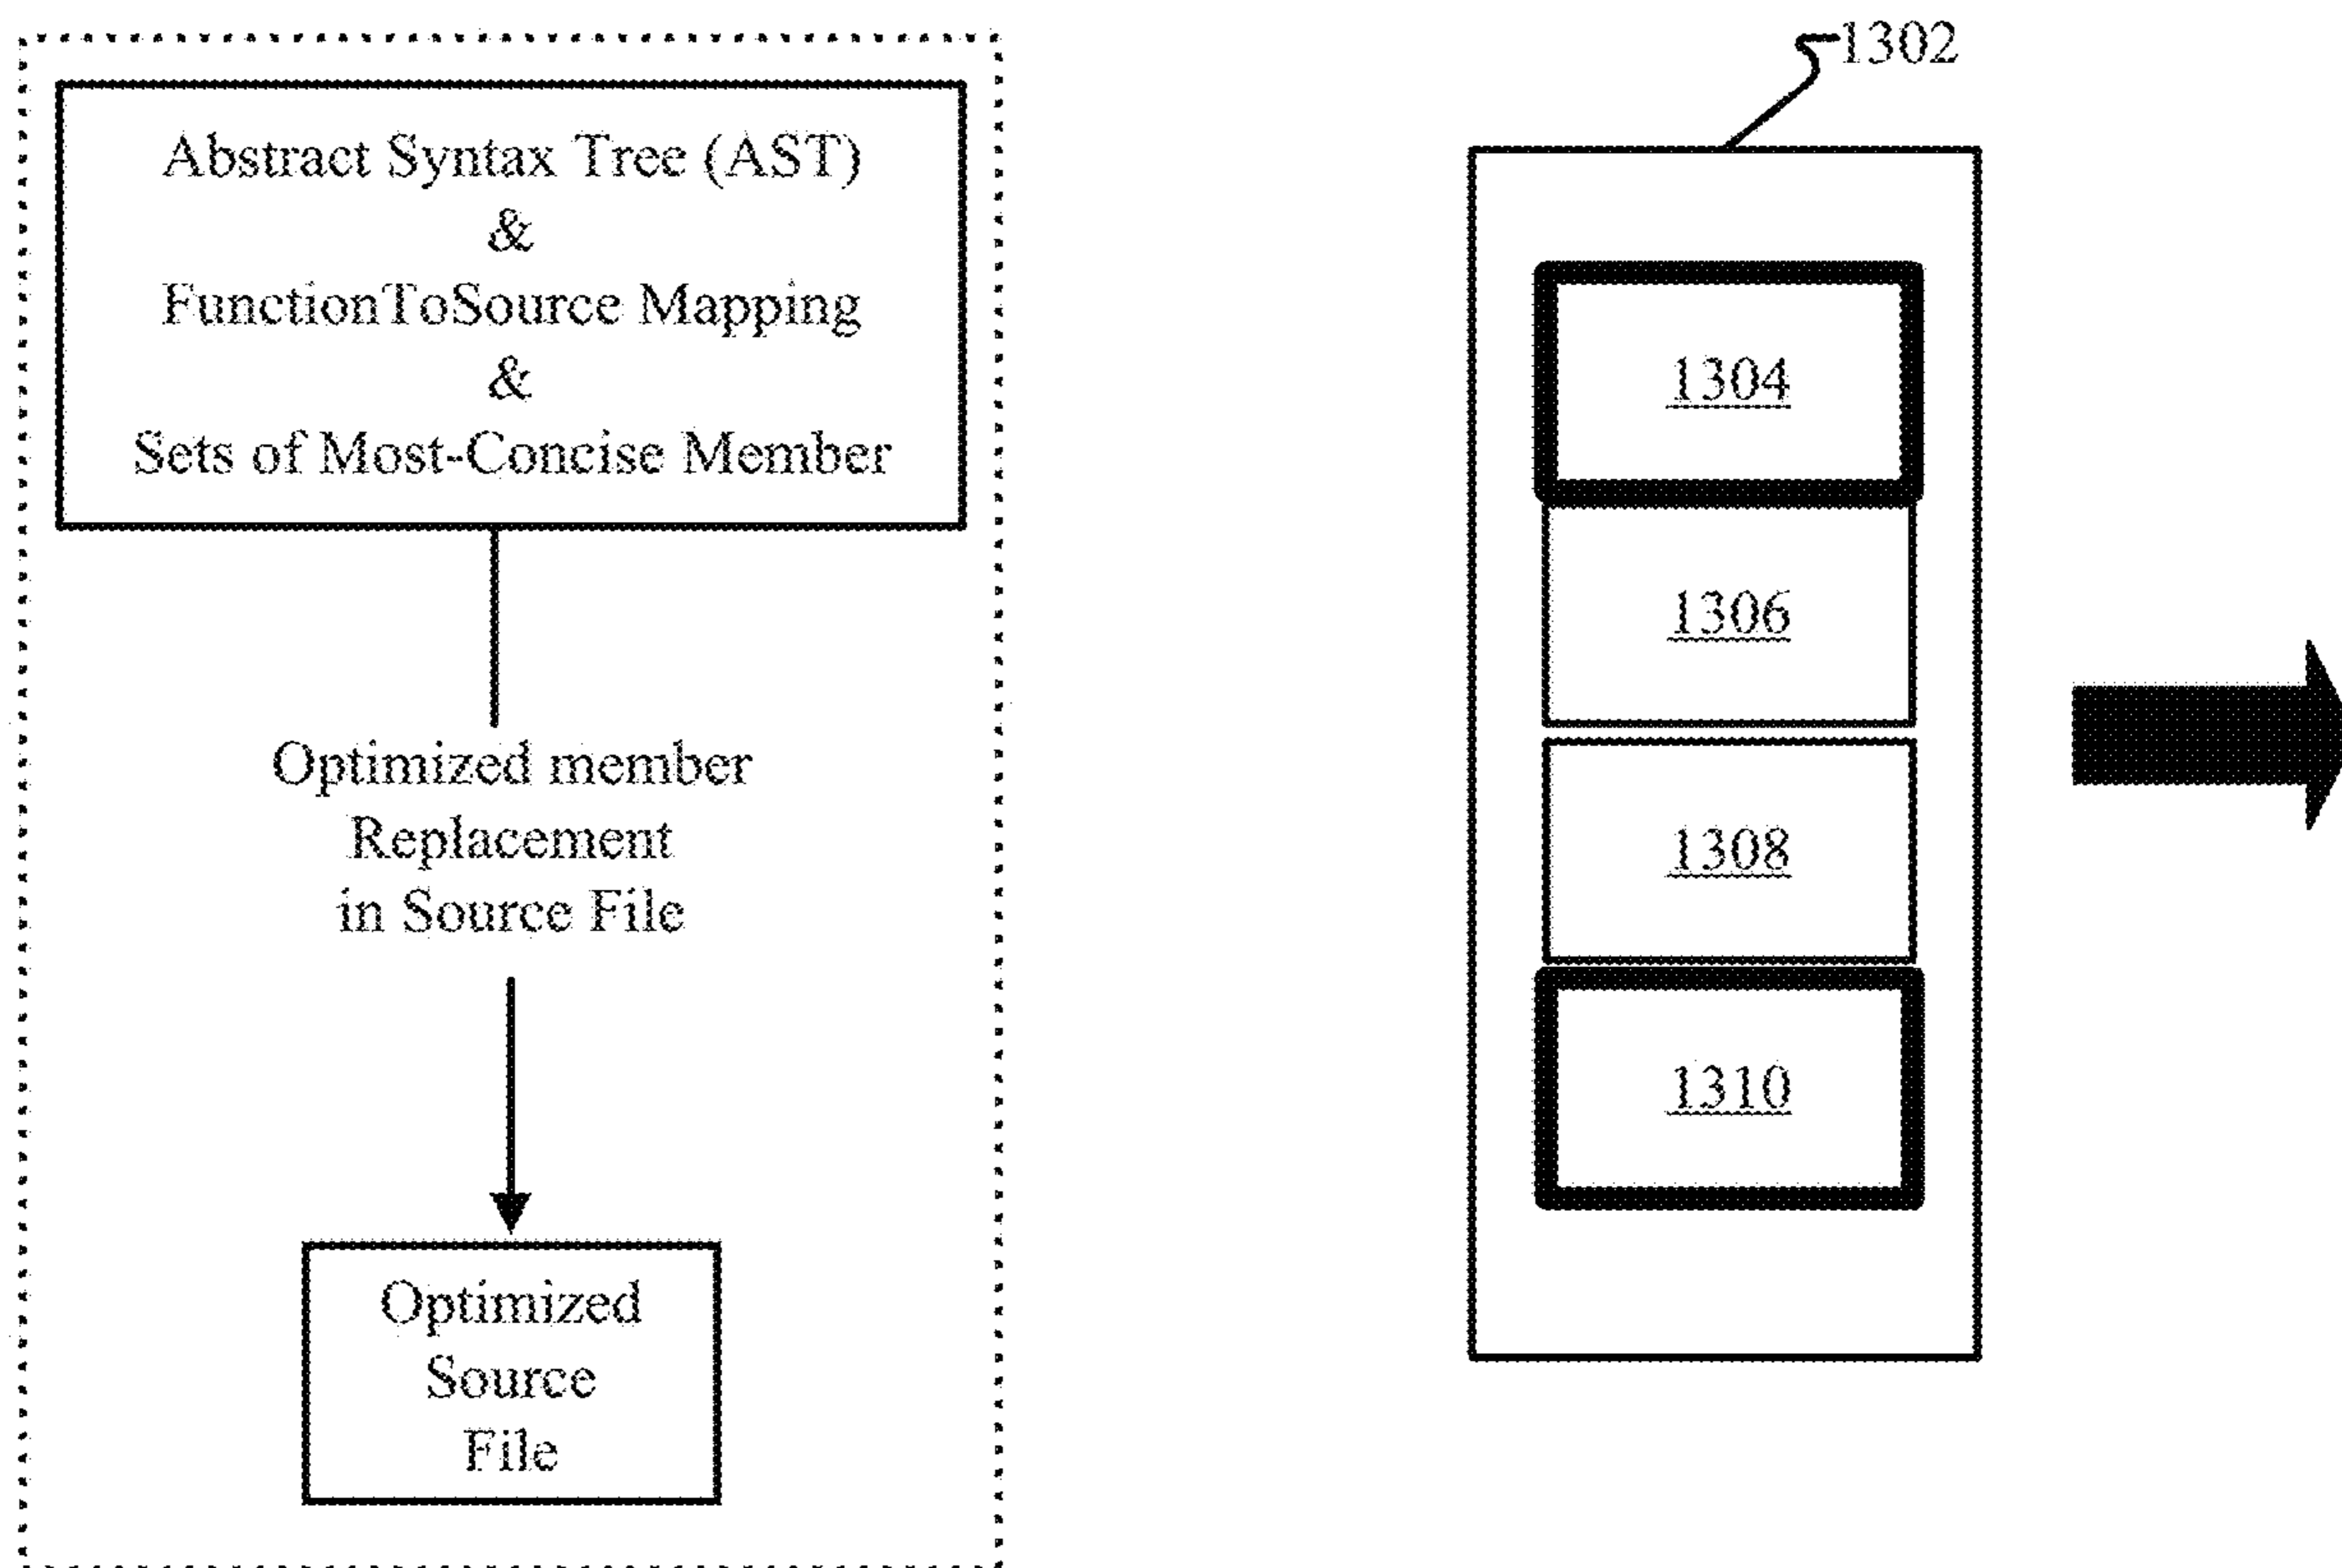 Abstract Syntax Tree (AST)
&
FunctionToSource Mapping
&
Sets of Most-Concise Member
Optimized member
Replacement
in Source File
Optimized
Source
File
1302
1304
1306
1308
1310